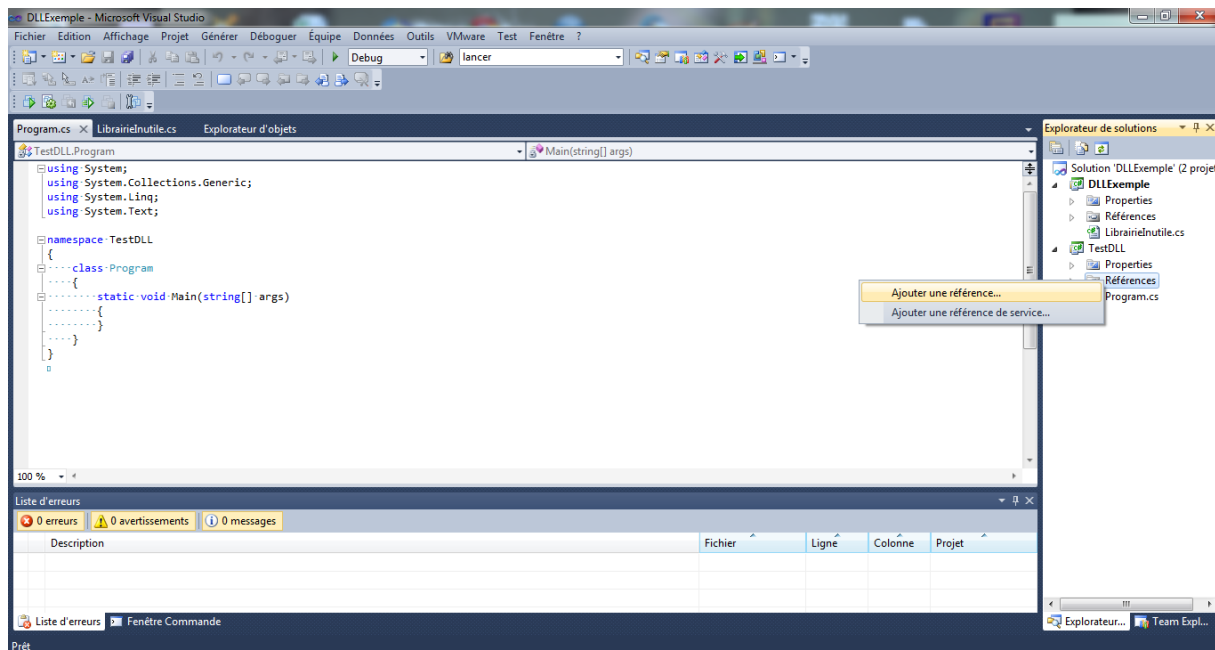 DLLExemple - Microsoft Visual Studio
Fichier Edition Affichage Projet Générer Déboguer Équipe Données Outils VMware Test Fenêtre ?
Debug lancer
Program.cs LibrairieInutile.cs Explorateur d'objets
TestDLL.Program Main(string[] args)
using System;
using System.Collections.Generic;
using System.Linq;
using System.Text;
namespace TestDLL
{
class Program
{
static void Main(string[] args)
{
}
}
}
100 %
Explorateur de solutions
Solution 'DLLExemple' (2 projet
DLLExemple
Properties
Références
LibrairieInutile.cs
TestDLL
Properties
Références
Program.cs
Ajouter une référence...
Ajouter une référence de service...
Liste d'erreurs
0 erreurs 0 avertissements 0 messages
Description Fichier Ligne Colonne Projet
Liste d'erreurs Fenêtre Commande
Explorateur... Team Expl...
Prêt